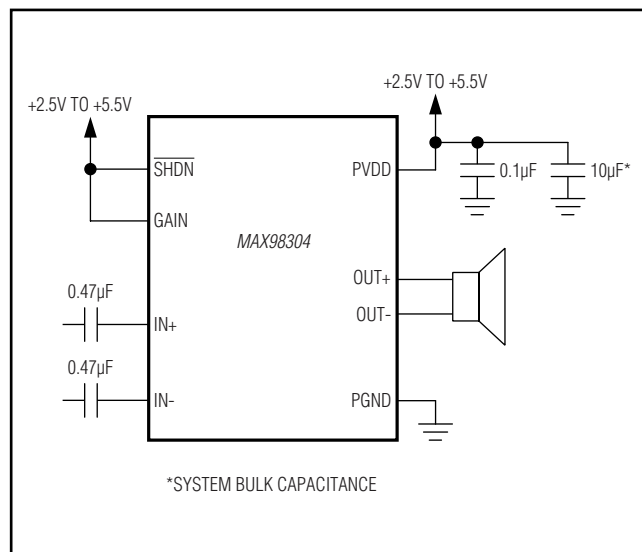 +2.5V TO +5.5V
+2.5V TO +5.5V
SHDN
PVDD
0.1µF
10µF*
GAIN
MAX98304
OUT+
0.47µF
OUT-
IN+
0.47µF
IN-
PGND
*SYSTEM BULK CAPACITANCE